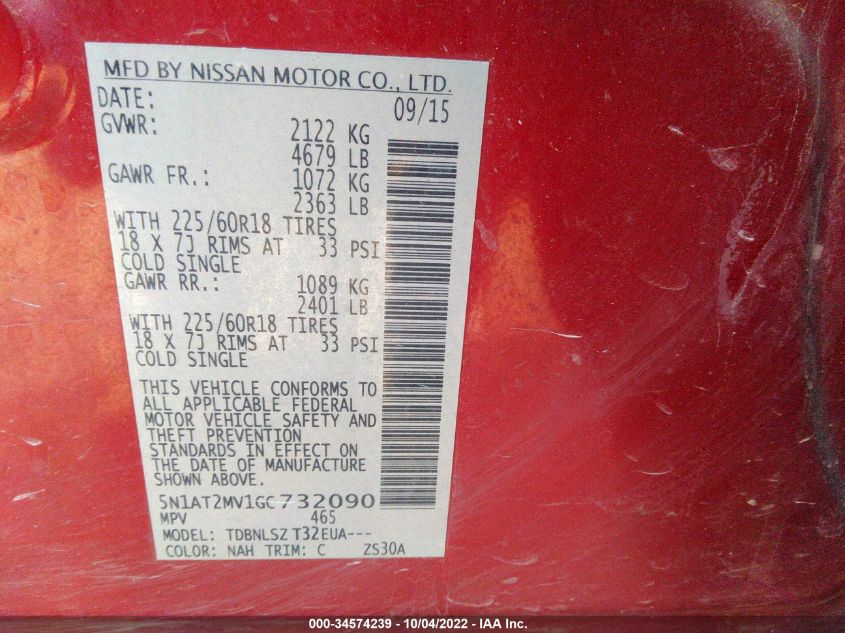 MFD BY NISSAN MOTOR CO., LTD.
DATE: 09/15
GVWR: 2122 KG
4679 LB
GAWR FR.: 1072 KG
2363 LB
WITH 225/60R18 TIRES
18 X 7J RIMS AT 33 PSI
COLD SINGLE
GAWR RR.: 1089 KG
2401 LB
WITH 225/60R18 TIRES
18 X 7J RIMS AT 33 PSI
COLD SINGLE
THIS VEHICLE CONFORMS TO
ALL APPLICABLE FEDERAL
MOTOR VEHICLE SAFETY AND
THEFT PREVENTION
STANDARDS IN EFFECT ON
THE DATE OF MANUFACTURE
SHOWN ABOVE.
5N1AT2MV1GC732090
MPV 465
MODEL: TDBNLSZ T32EUA---
COLOR: NAH TRIM: C ZS30A
000-34574239 - 10/04/2022 - IAA Inc.